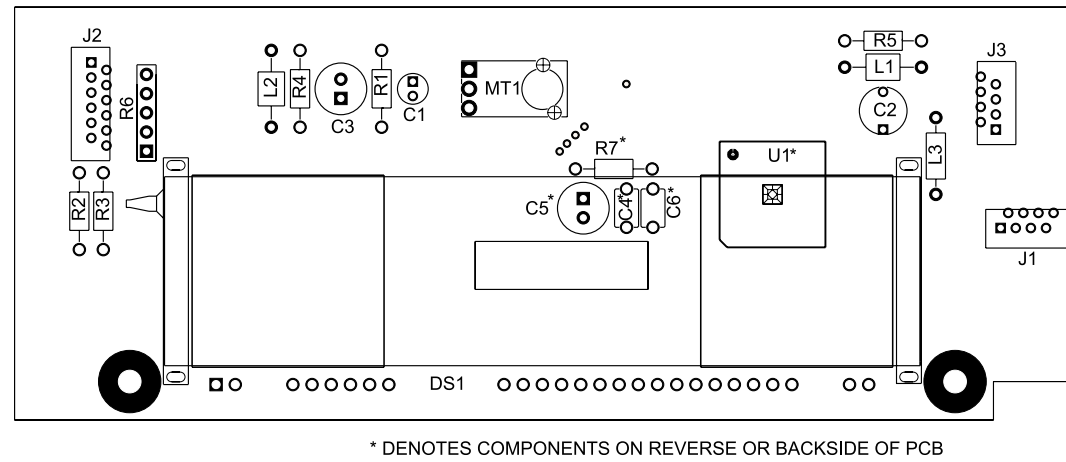 J2
R6
L2
R4
C3
R1
C1
MT1
R5
L1
C2
J3
L3
R7*
U1*
R2
R3
C5*
C4*
C6*
J1
DS1
* DENOTES COMPONENTS ON REVERSE OR BACKSIDE OF PCB